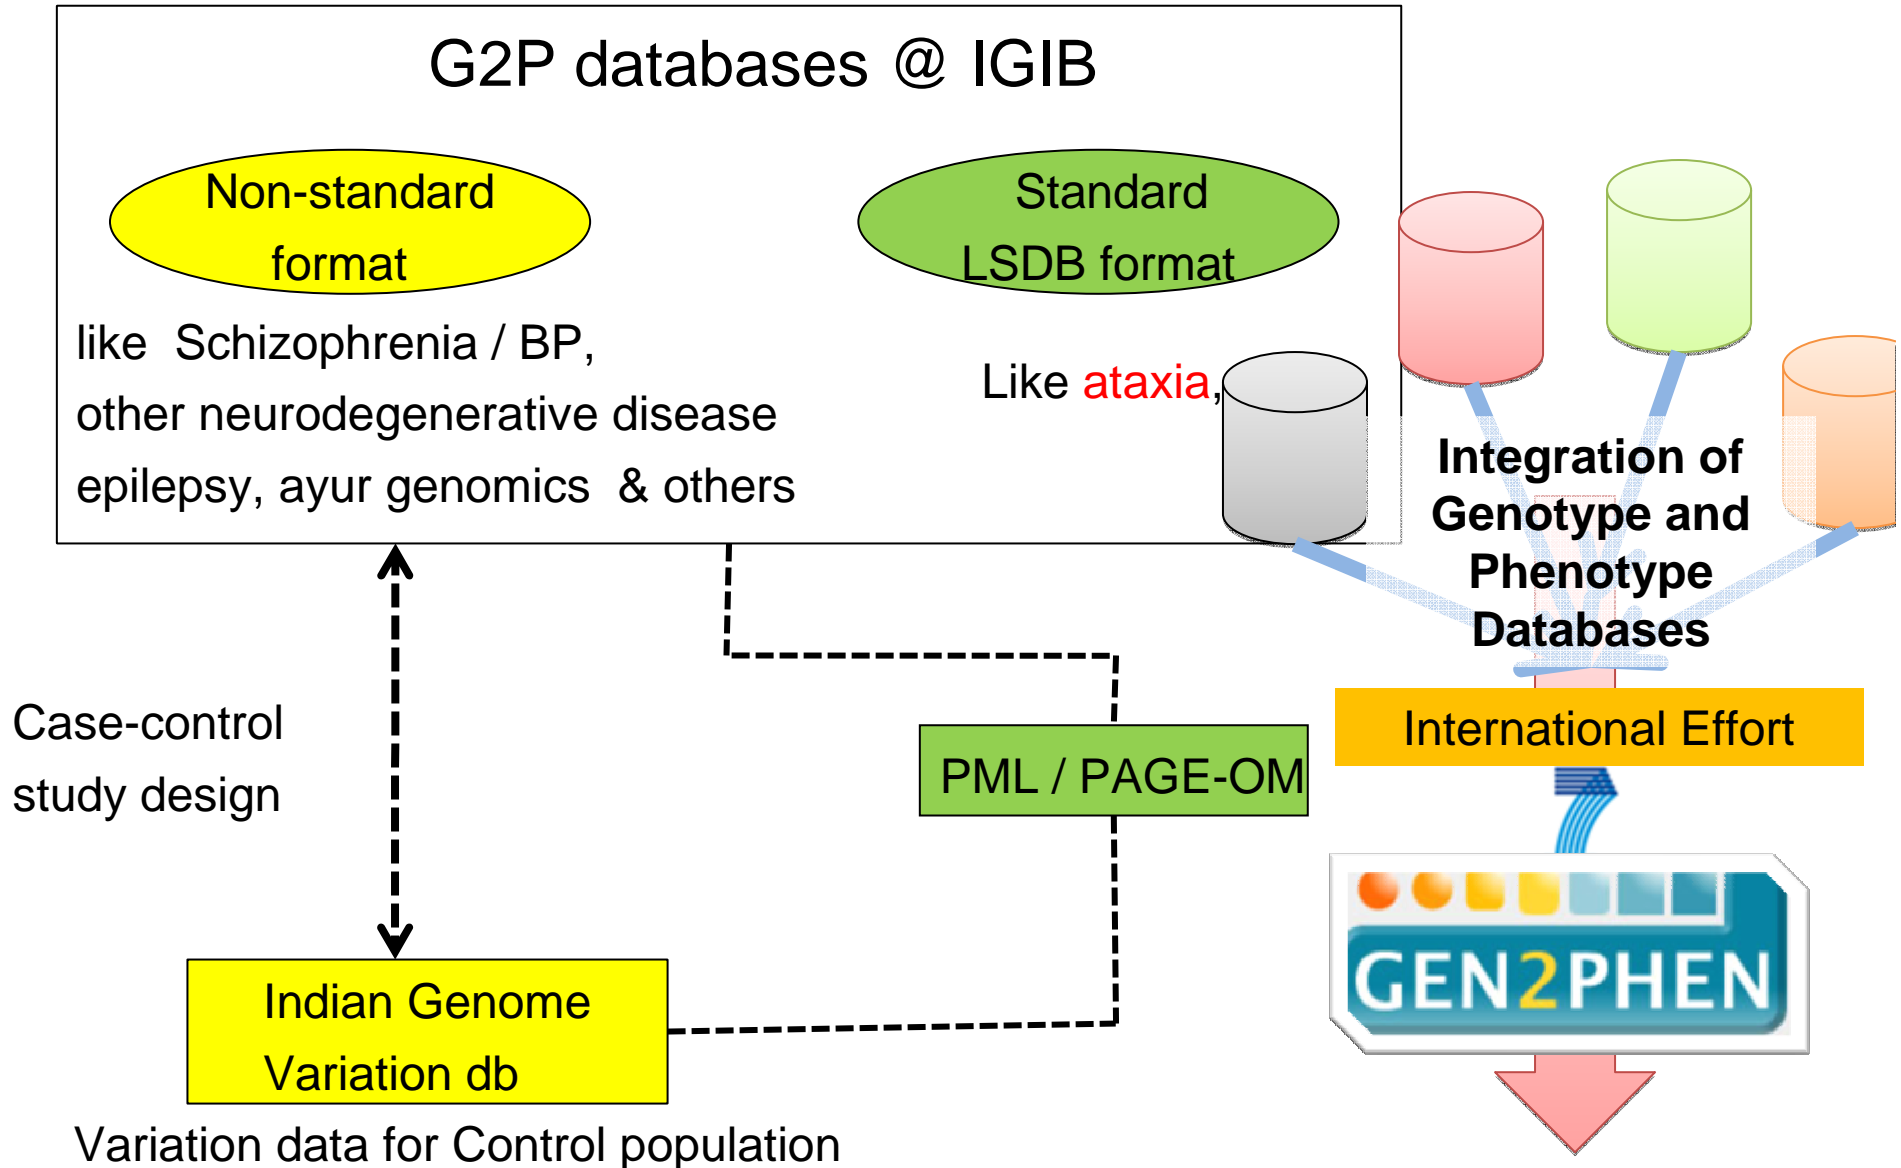 G2P databases @ IGIB
Non-standard
format
Standard
LSDB format
like Schizophrenia / BP,
other neurodegenerative disease
epilepsy, ayur genomics & others
Like ataxia,
Integration of
Genotype and
Phenotype
Databases
International Effort
Case-control
study design
PML / PAGE-OM
GEN2PHEN
Indian Genome
Variation db
Variation data for Control population